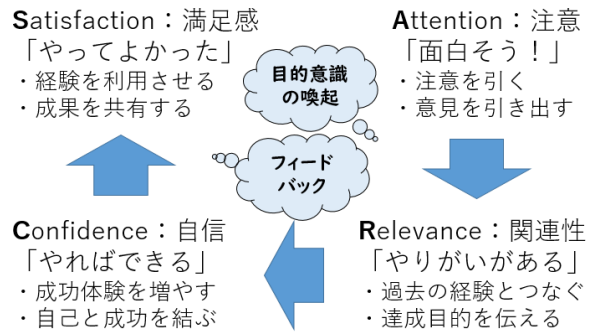 Satisfaction：満足感
「やってよかった」
・経験を利用させる
・成果を共有する
Attention：注意
「面白そう！」
・注意を引く
・意見を引き出す
目的意識
の喚起
フィード
バック
Confidence：自信
「やればできる」
・成功体験を増やす
・自己と成功を結ぶ
Relevance：関連性
「やりがいがある」
・過去の経験とつなぐ
・達成目的を伝える